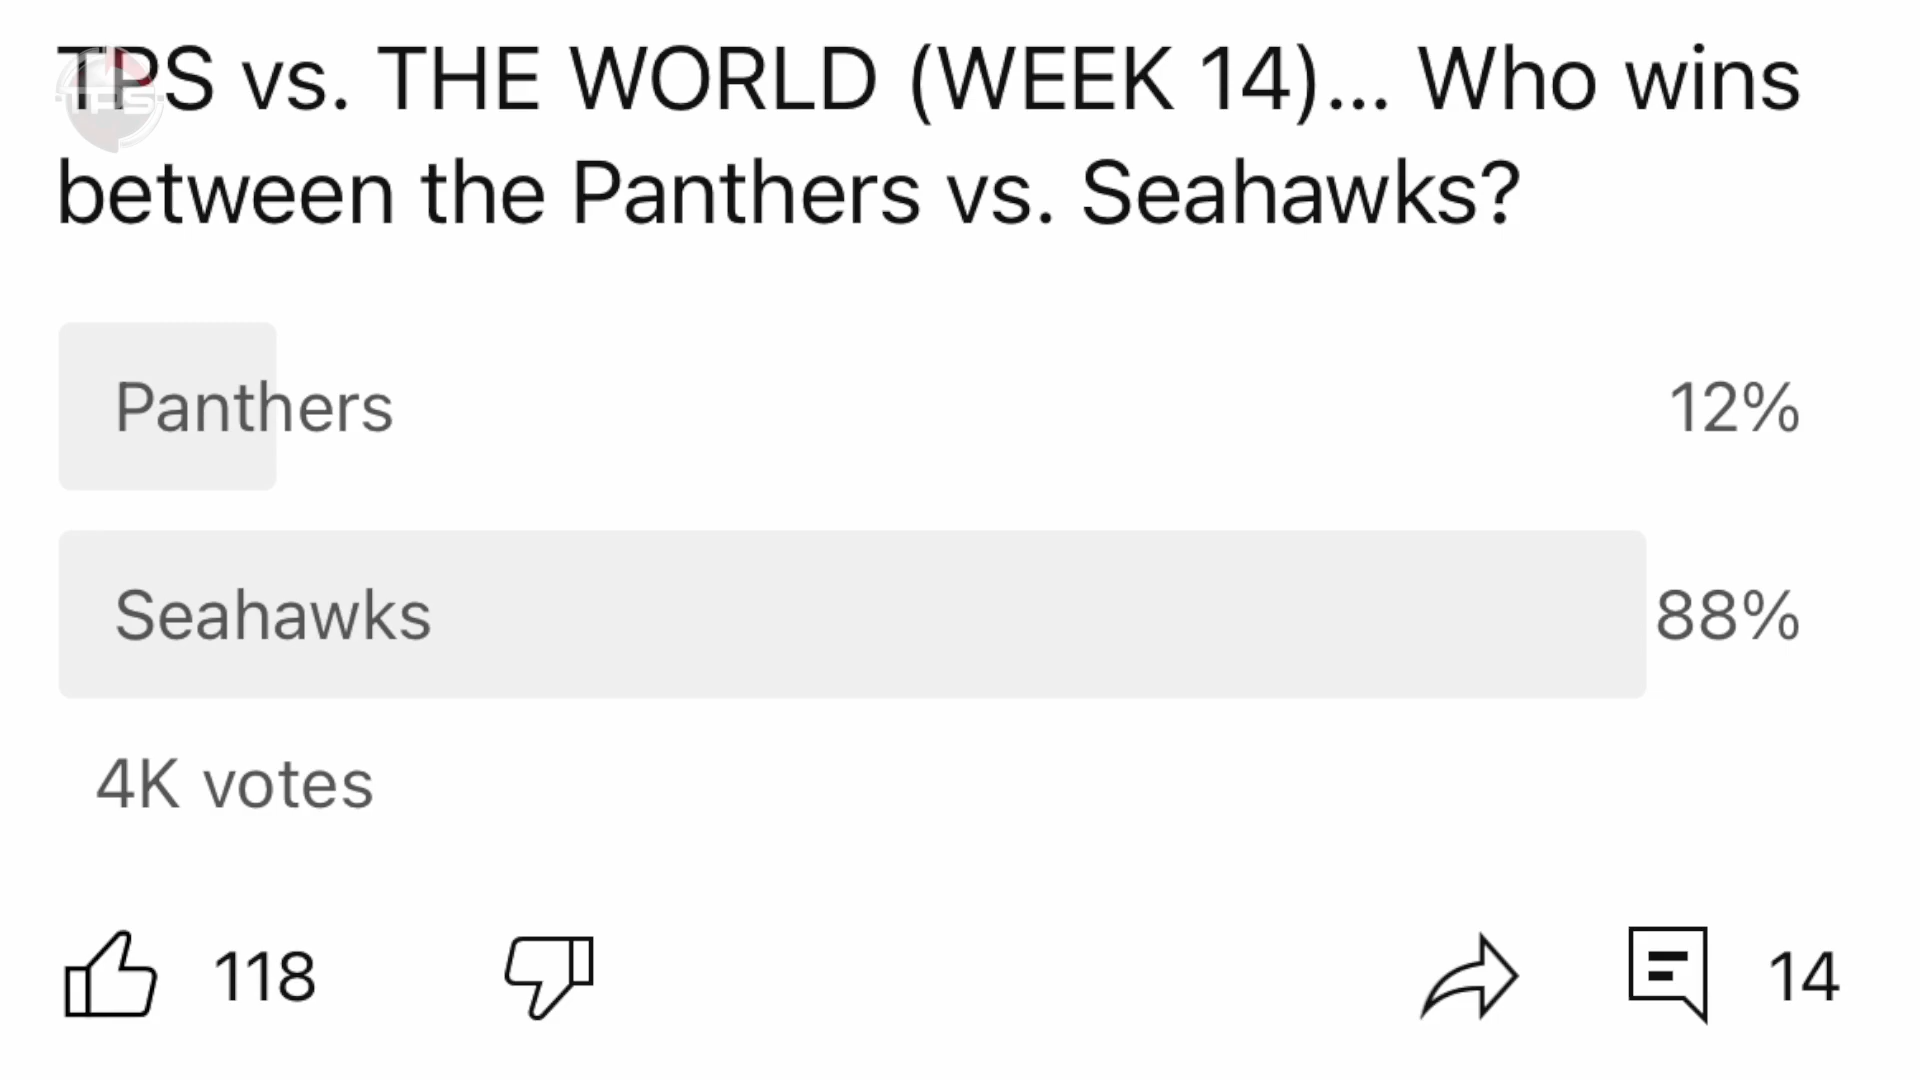 TPS vs. THE WORLD (WEEK 14)... Who wins
between the Panthers vs. Seahawks?
TPS
Panthers 12%
Seahawks 88%
4K votes
118 14